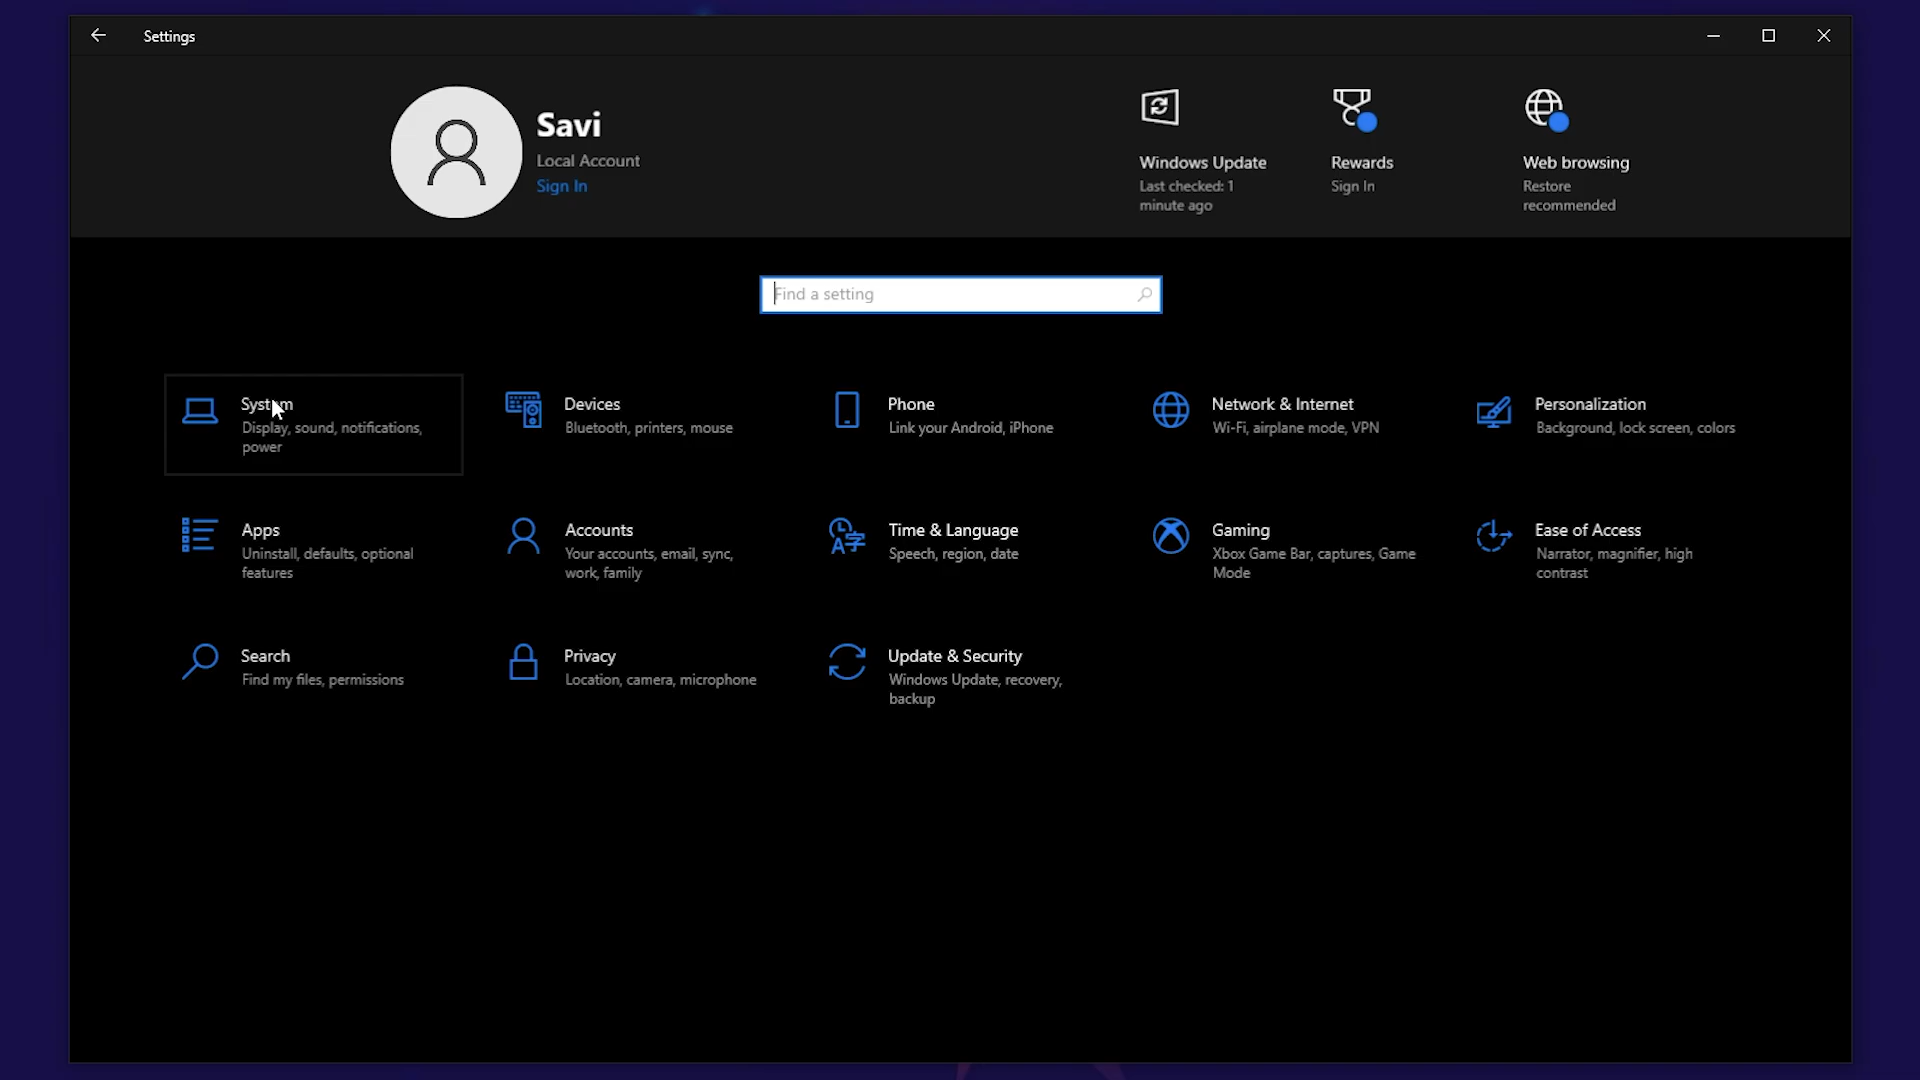 Settings
Savi
Local Account
Sign In
Windows Update
Last checked: 1
minute ago
Rewards
Sign In
Web browsing
Restore
recommended
Find a setting
System
Display, sound, notifications,
power
Devices
Bluetooth, printers, mouse
Phone
Link your Android, iPhone
Network & Internet
Wi-Fi, airplane mode, VPN
Personalization
Background, lock screen, colors
Apps
Uninstall, defaults, optional
features
Accounts
Your accounts, email, sync,
work, family
Time & Language
Speech, region, date
Gaming
Xbox Game Bar, captures, Game
Mode
Ease of Access
Narrator, magnifier, high
contrast
Search
Find my files, permissions
Privacy
Location, camera, microphone
Update & Security
Windows Update, recovery,
backup